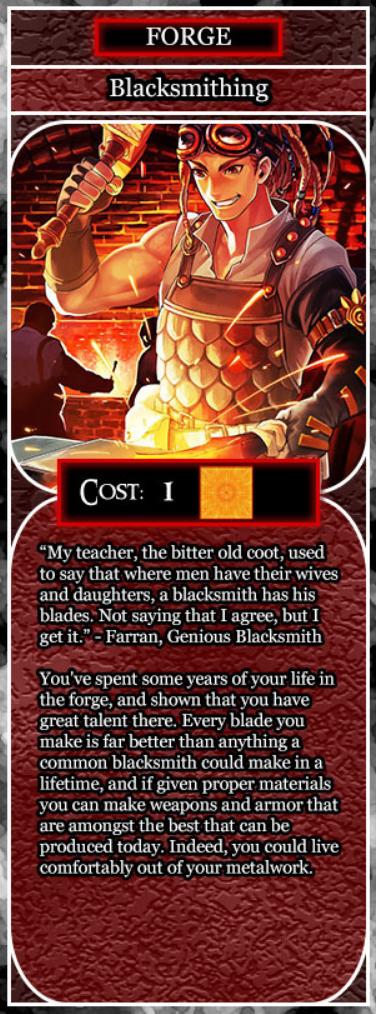 FORGE
Blacksmithing
COST: 1
“My teacher, the bitter old coot, used
to say that where men have their wives
and daughters, a blacksmith has his
blades. Not saying that I agree, but I
get it.” - Farran, Genious Blacksmith
You've spent some years of your life in
the forge, and shown that you have
great talent there. Every blade you
make is far better than anything a
common blacksmith could make in a
lifetime, and if given proper materials
you can make weapons and armor that
are amongst the best that can be
produced today. Indeed, you could live
comfortably out of your metalwork.